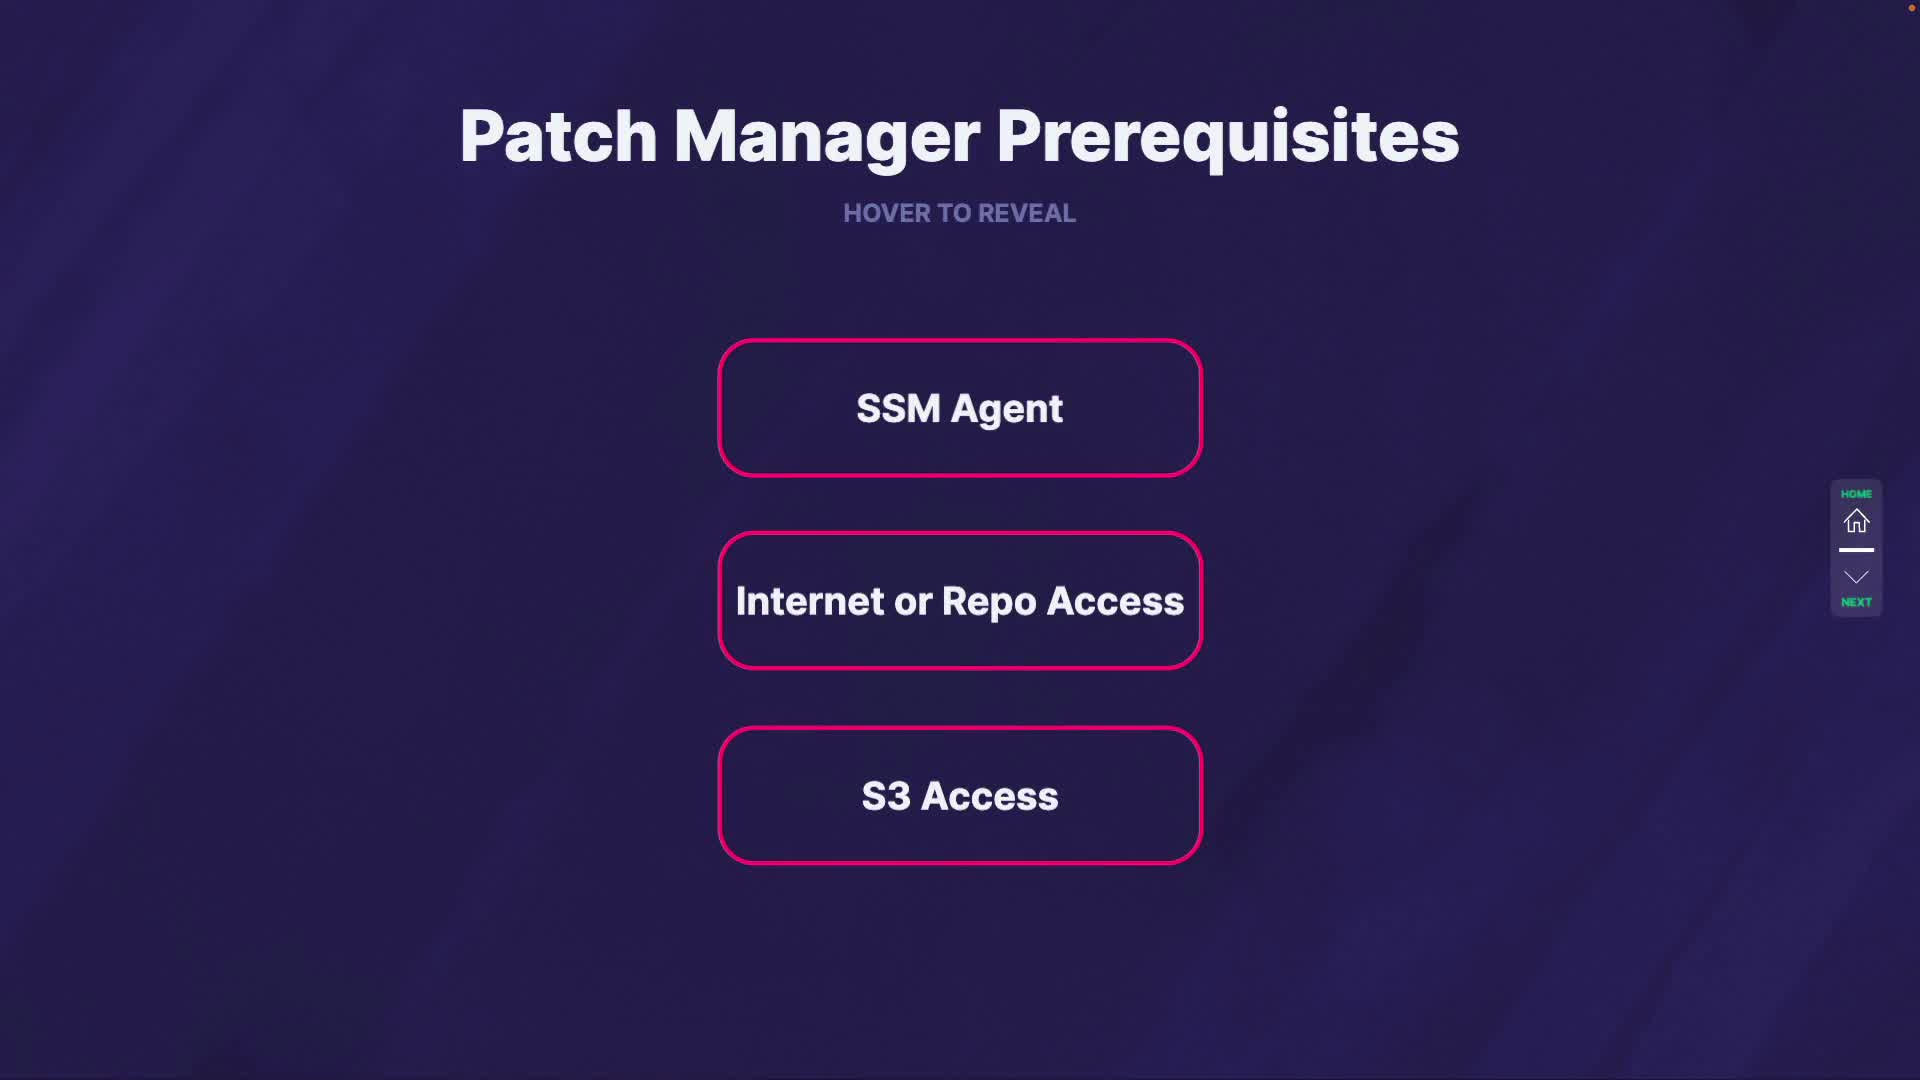 Patch Manager Prerequisites
HOVER TO REVEAL
SSM Agent
Internet or Repo Access
S3 Access
HOME
NEXT